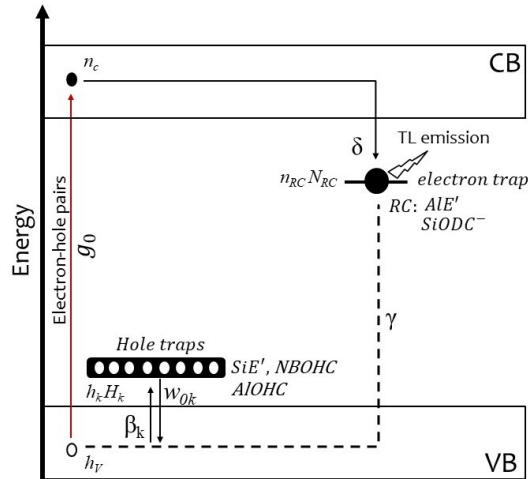 CB
n_c
TL emission
δ
n_RC N_RC
electron trap
RC: AlE′
SiODC⁻
Energy
Electron-hole pairs
g_0
γ
Hole traps
SiE′, NBOHC
AlOHC
h_k H_k
w_0k
β_k
h_V
VB